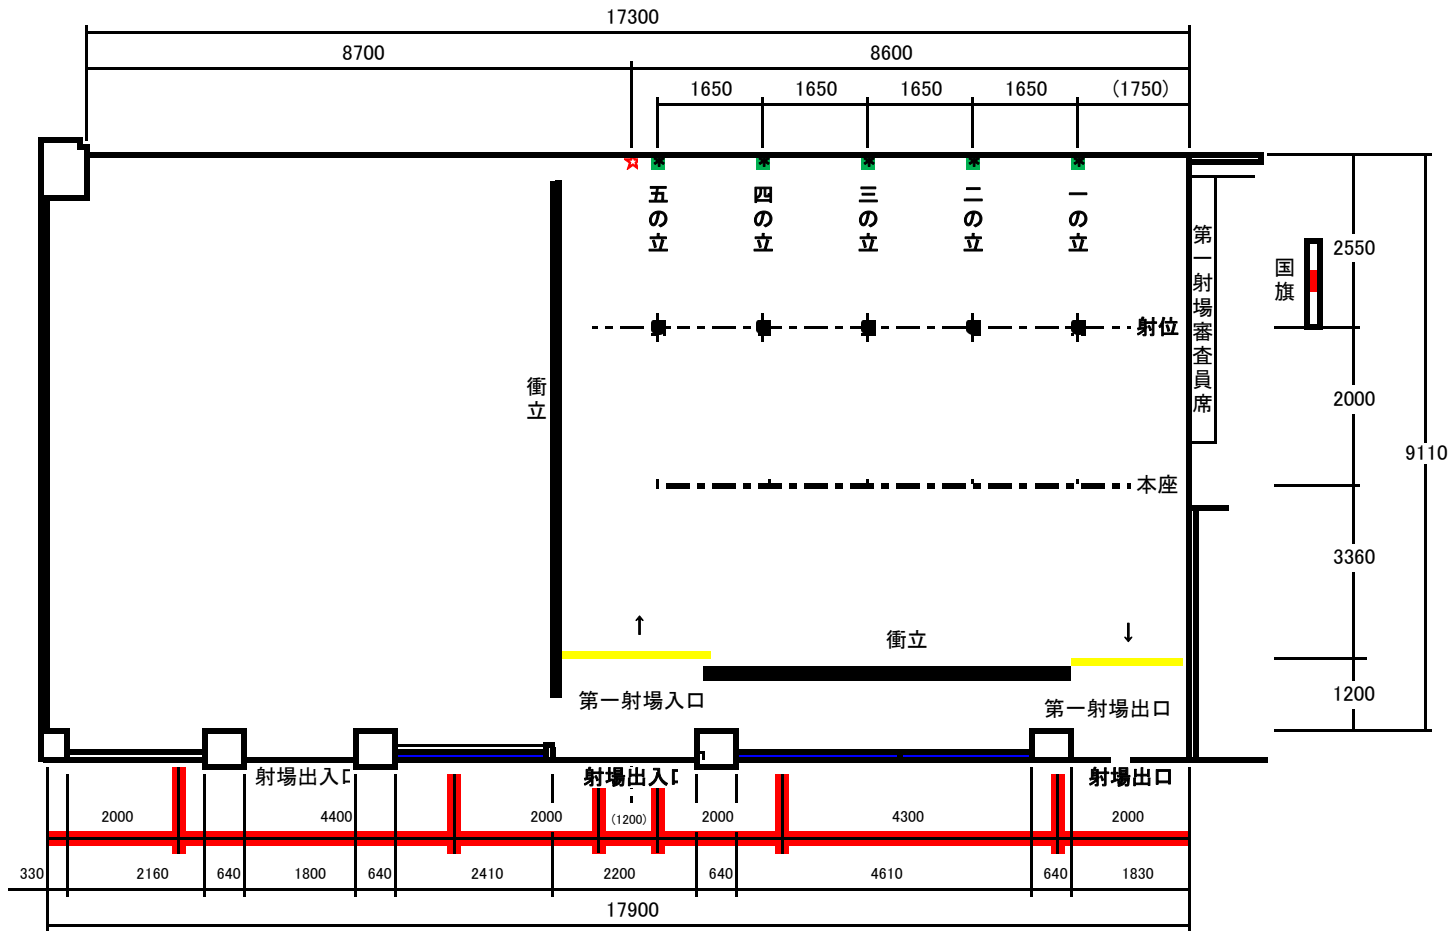 17300
8700
8600
1650
1650
1650
1650
(1750)
五の立
四の立
三の立
二の立
一の立
第一射場審査員席
国旗
2550
射位
衝立
2000
9110
本座
3360
↑
衝立
↓
第一射場入口
第一射場出口
1200
射場出入口
射場出入口
射場出口
2000
4400
2000
(1200)
2000
4300
2000
330
2160
640
1800
640
2410
2200
640
4610
640
1830
17900